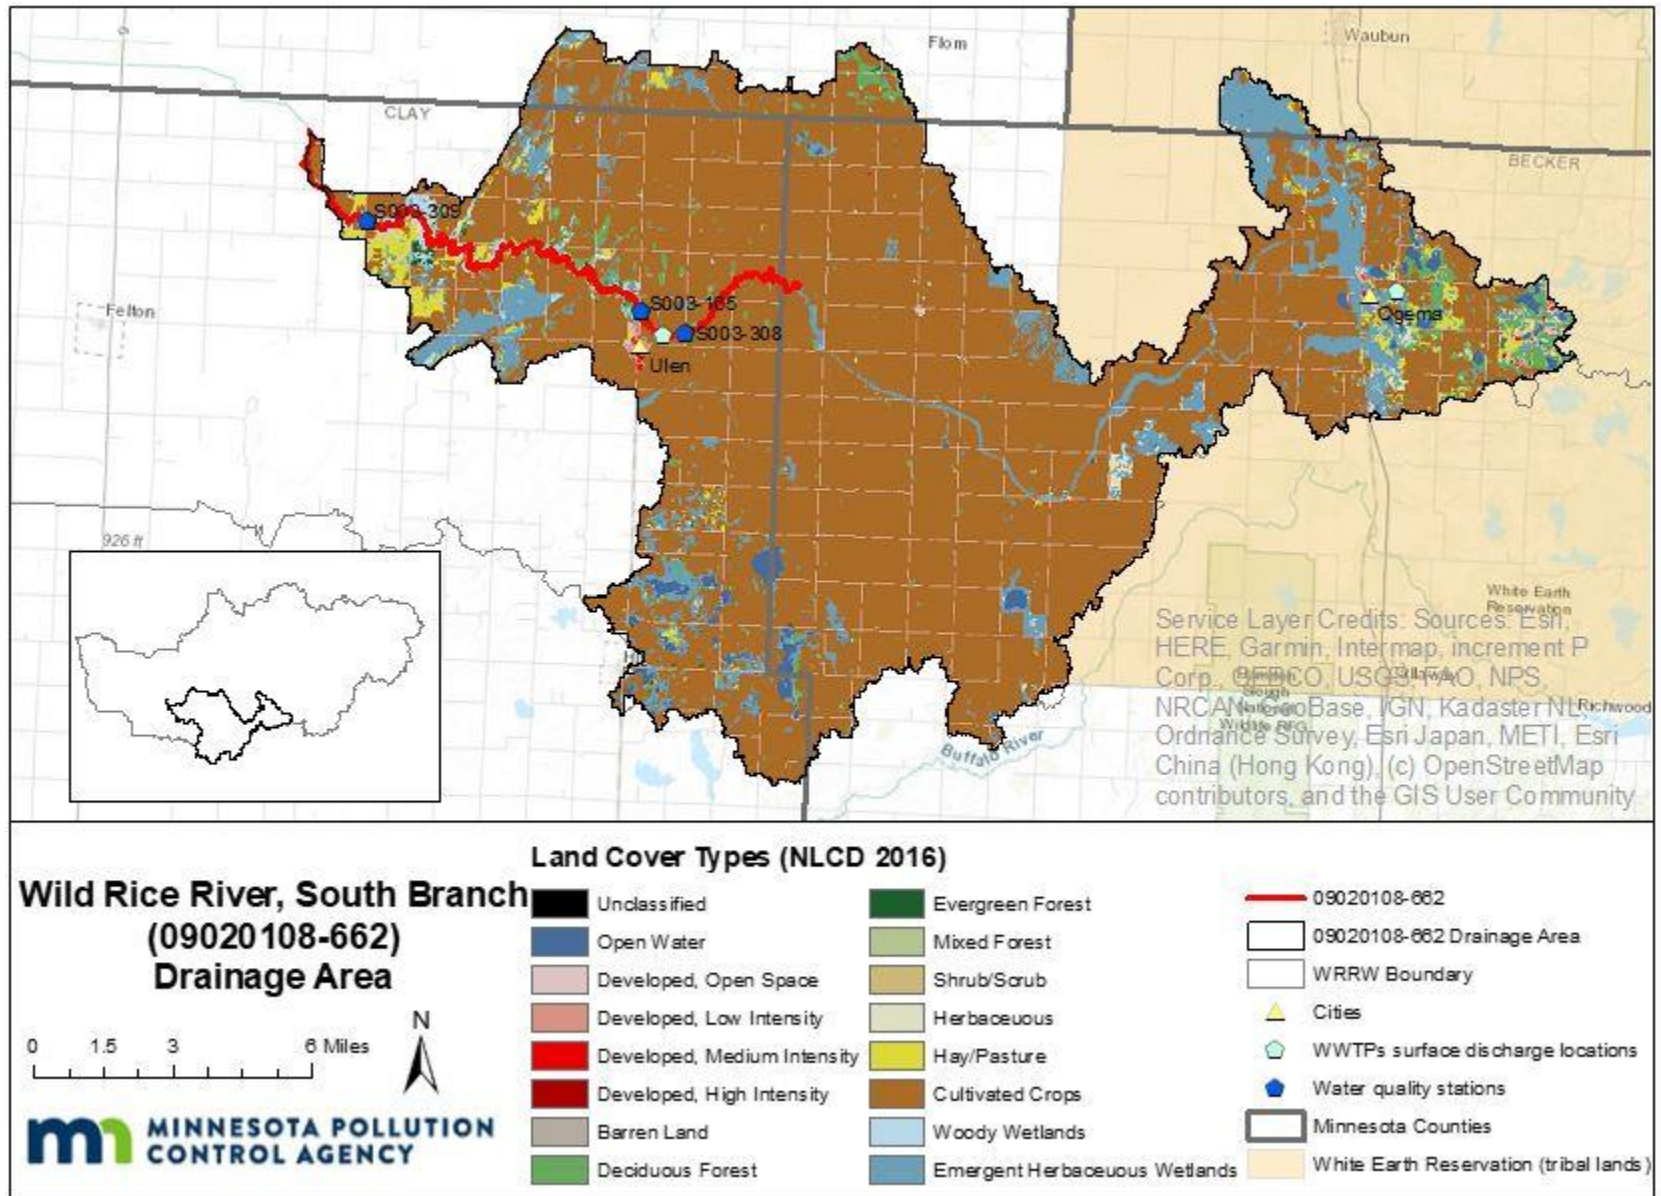 Flom
Waubun
CLAY
BECKER
S003-309
Felton
S003-165
S003-308
Ulen
Ogema
926 ft
White Earth
Reservation
Buffalo River
Richwood
Service Layer Credits: Sources: Esri,
HERE, Garmin, Intermap, increment P
Corp., GEBCO, USGS, FAO, NPS,
NRCAN, GeoBase, IGN, Kadaster NL,
Ordnance Survey, Esri Japan, METI, Esri
China (Hong Kong), (c) OpenStreetMap
contributors, and the GIS User Community
Wild Rice River, South Branch
(09020108-662)
Drainage Area
0 1.5 3 6 Miles
N
MINNESOTA POLLUTION
CONTROL AGENCY
Land Cover Types (NLCD 2016)
Unclassified
Open Water
Developed, Open Space
Developed, Low Intensity
Developed, Medium Intensity
Developed, High Intensity
Barren Land
Deciduous Forest
Evergreen Forest
Mixed Forest
Shrub/Scrub
Herbaceuous
Hay/Pasture
Cultivated Crops
Woody Wetlands
Emergent Herbaceuous Wetlands
09020108-662
09020108-662 Drainage Area
WRRW Boundary
Cities
WWTPs surface discharge locations
Water quality stations
Minnesota Counties
White Earth Reservation (tribal lands)